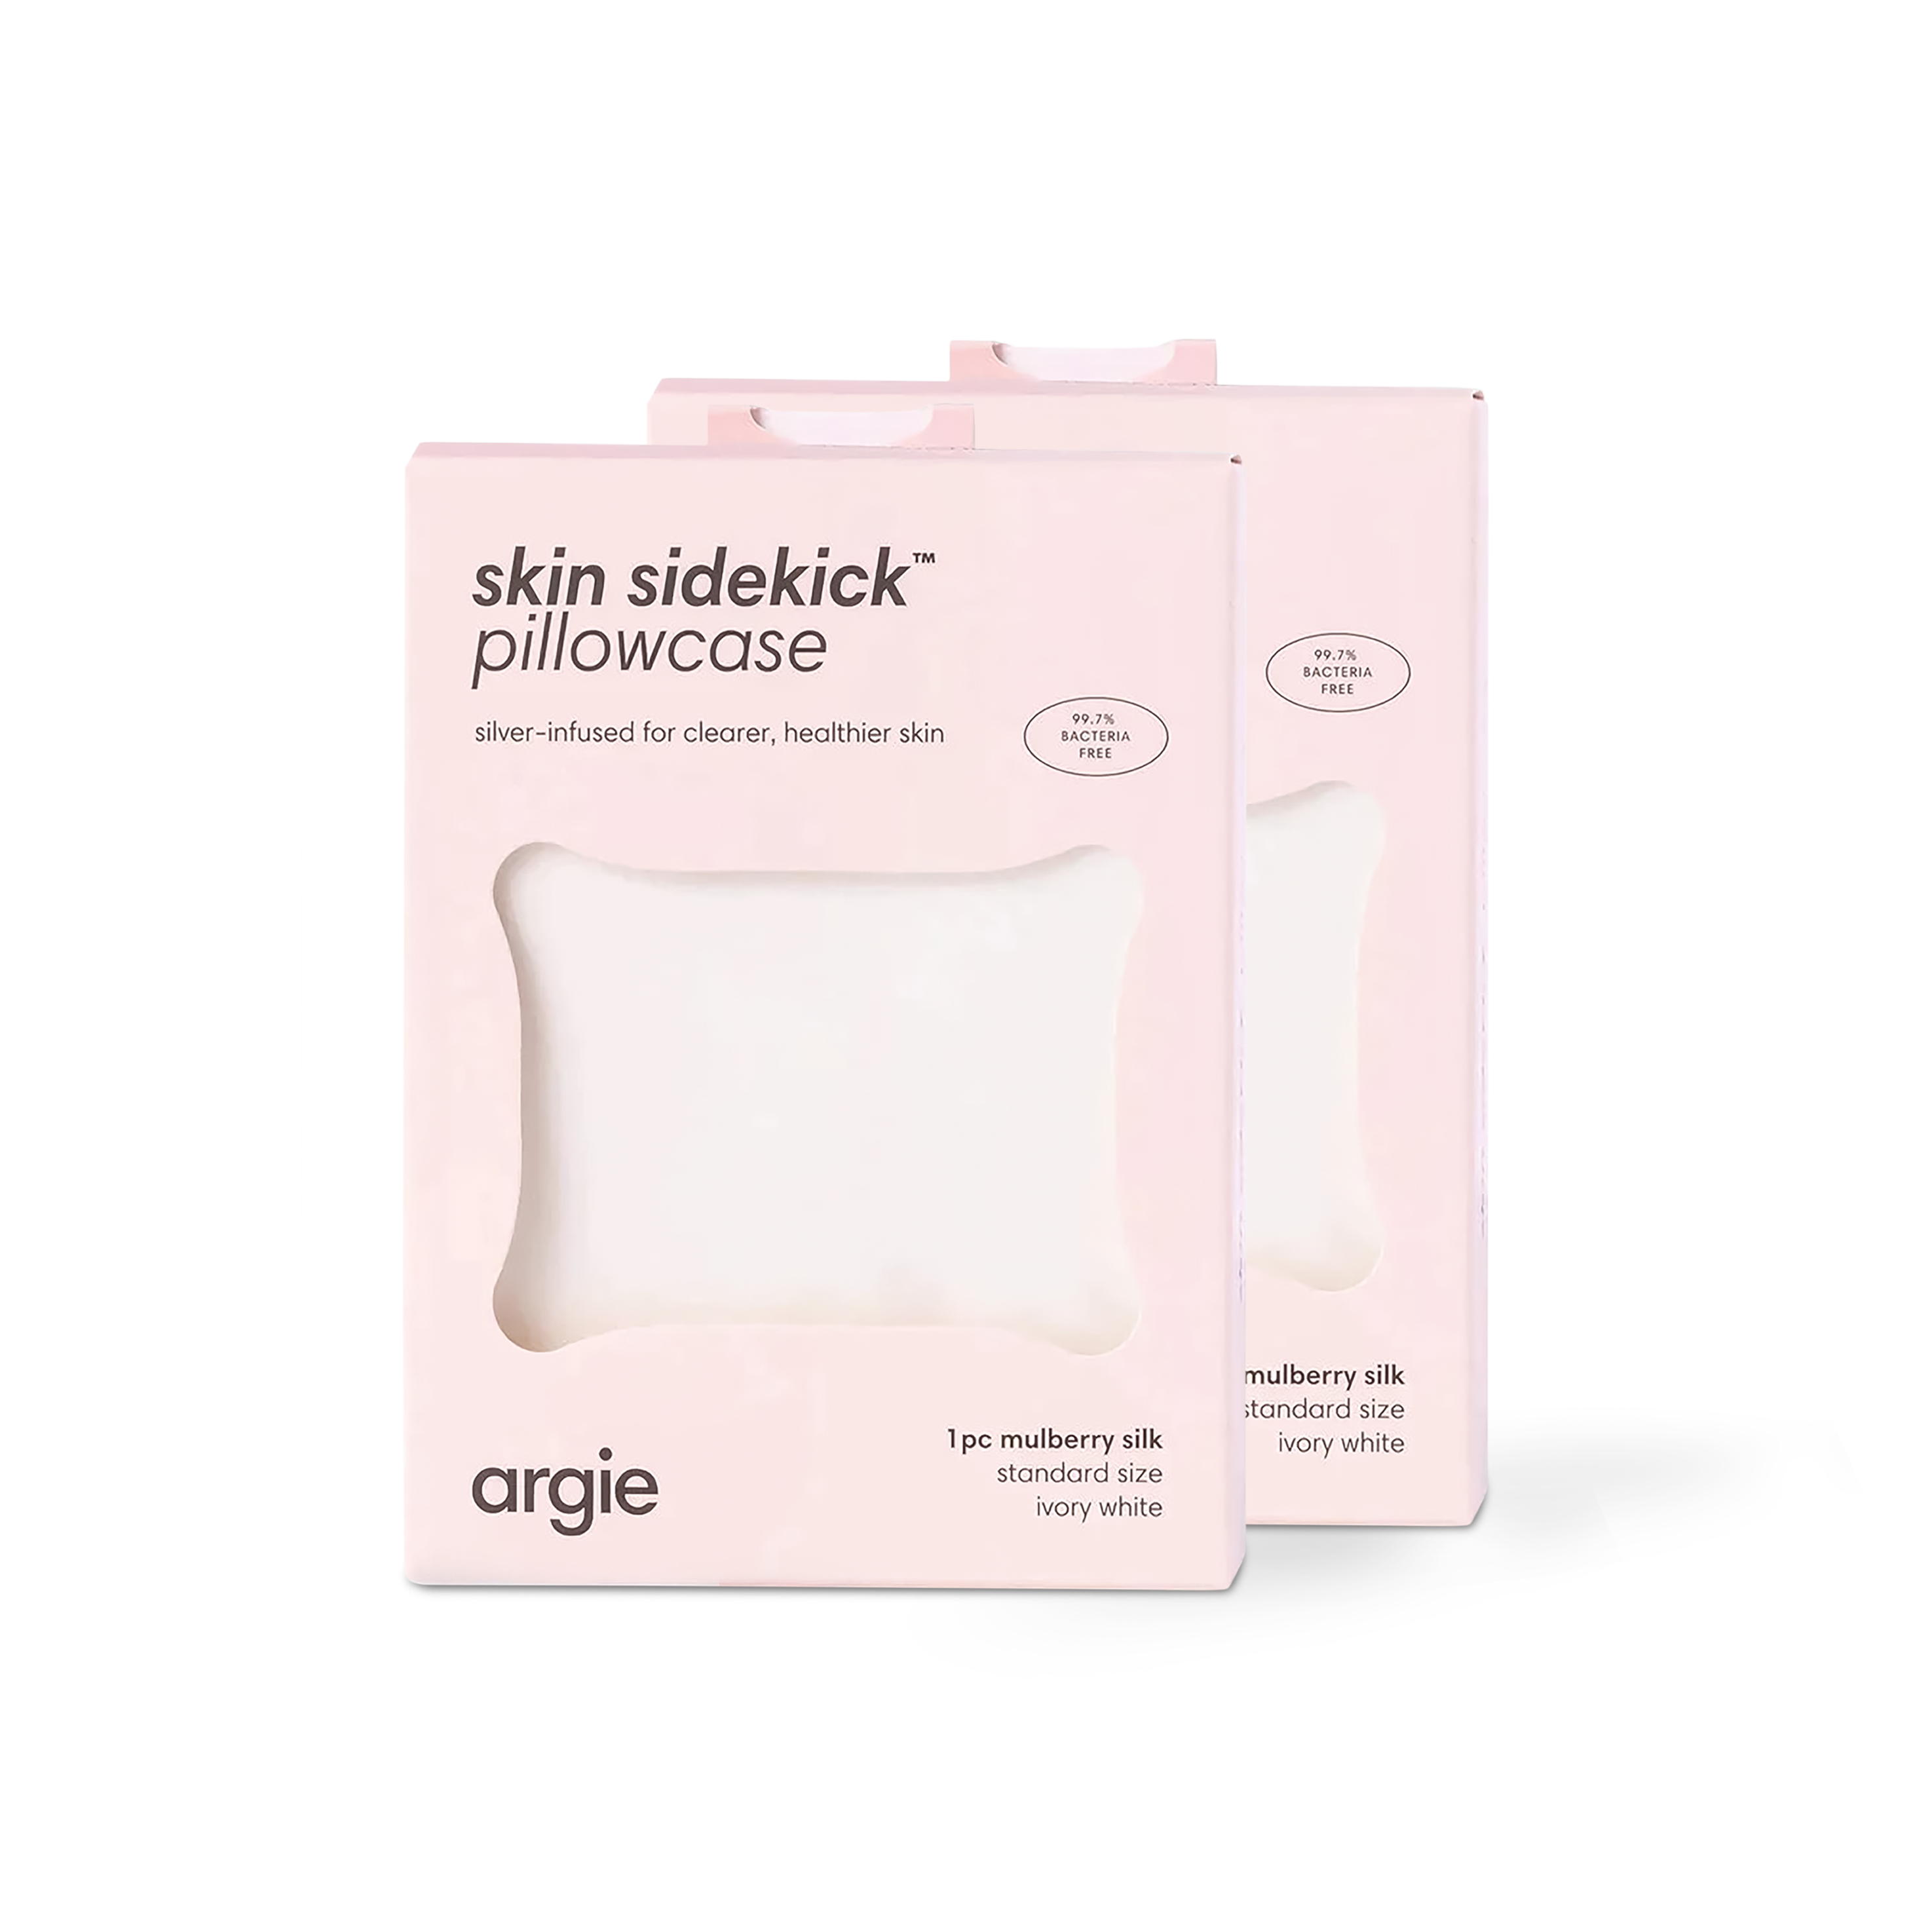 skin sidekick™
pillowcase
silver-infused for clearer, healthier skin
99.7%
BACTERIA
FREE
argie
1pc mulberry silk
standard size
ivory white
99.7%
BACTERIA
FREE
mulberry silk
standard size
ivory white